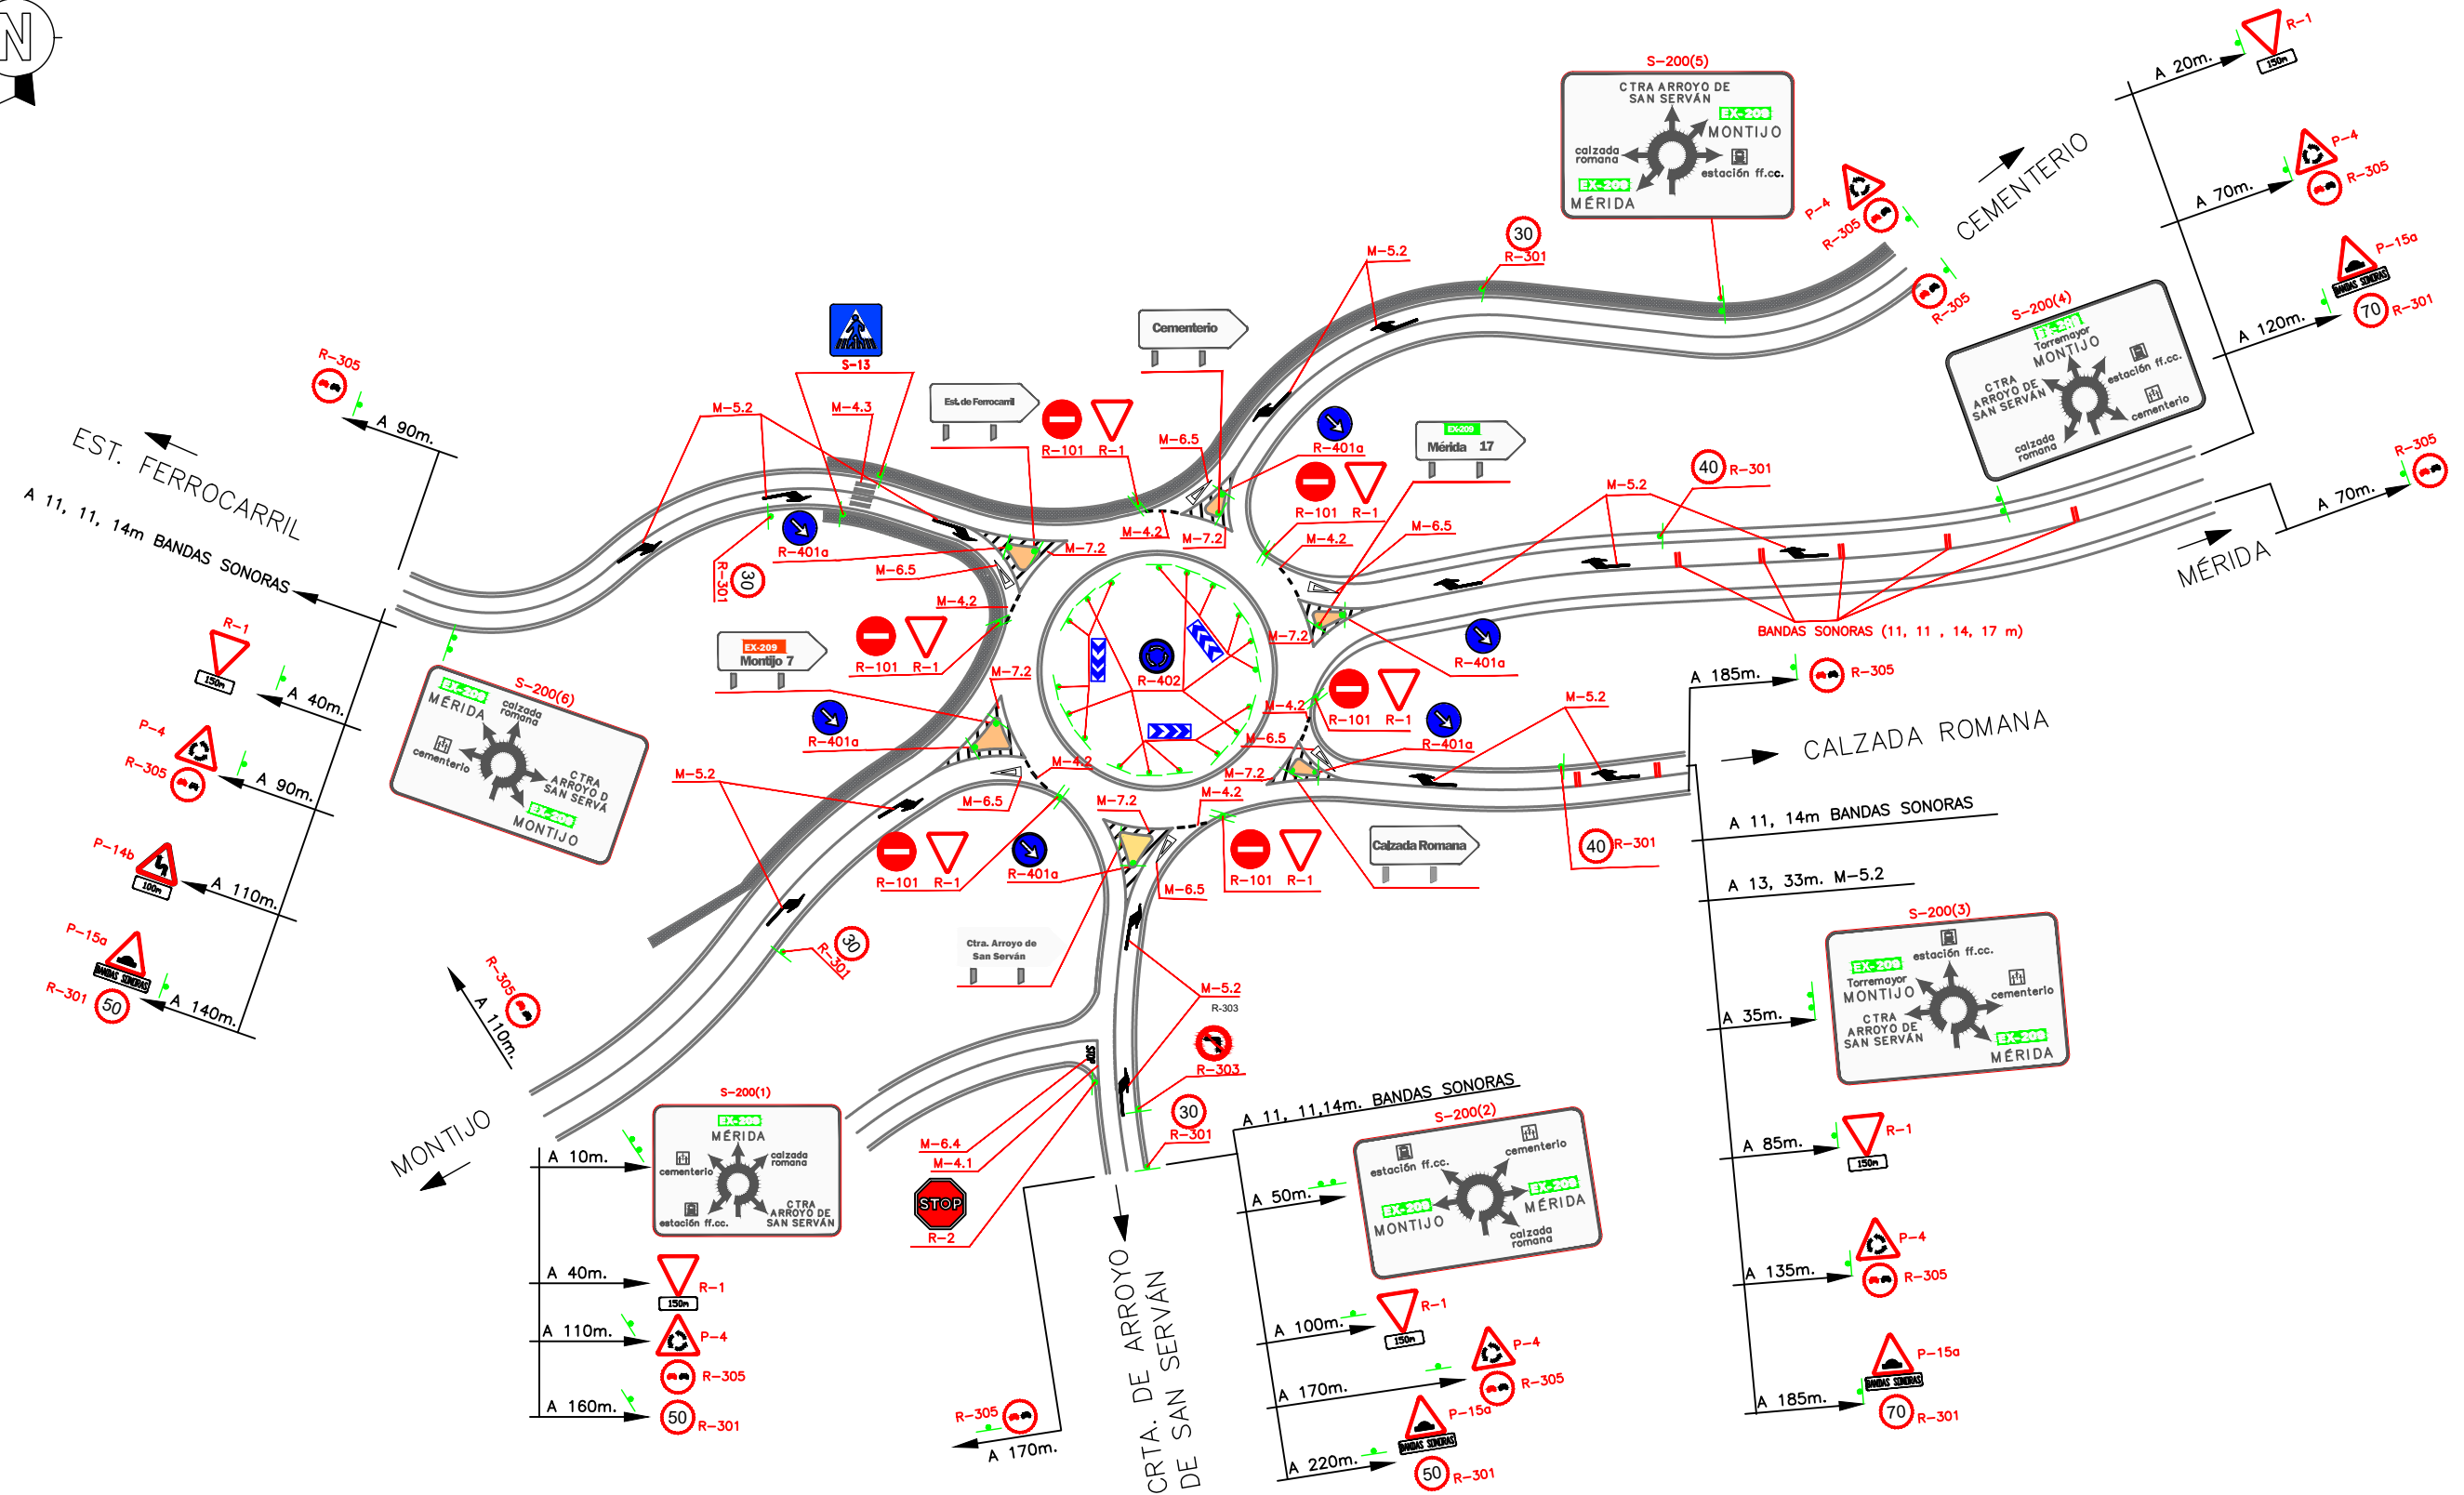 N
S-200(5)
CTRA ARROYO DE
SAN SERVÁN
EX-209
MONTIJO
calzada
romana
estación ff.cc.
EX-209
MÉRIDA
P-4
R-305
R-305
CEMENTERIO
A 20m.
R-1
150m
A 70m.
P-4
R-305
A 120m.
P-15a
BANDAS SONORAS
70
R-301
S-200(4)
EX-209
Torremayor
MONTIJO
estación ff.cc.
CTRA
ARROYO DE
SAN SERVÁN
cementerio
calzada
romana
R-305
A 70m.
MÉRIDA
30
R-301
M-5.2
Cementerio
S-13
M-4.3
M-5.2
Est. de Ferrocarril
R-101
R-1
M-6.5
R-401a
EX-209
Mérida 17
R-101
R-1
40
R-301
M-5.2
M-6.5
M-4.2
M-7.2
M-4.2
M-7.2
R-401a
M-6.5
R-301
30
M-4.2
R-305
A 90m.
EST. FERROCARRIL
A 11, 11, 14m BANDAS SONORAS
R-1
150m
A 40m.
P-4
R-305
A 90m.
P-14b
100m
A 110m.
P-15a
BANDAS SONORAS
R-301
50
A 140m.
S-200(6)
EX-209
MÉRIDA
calzada
romana
cementerio
CTRA
ARROYO D
SAN SERVÁ
EX-209
MONTIJO
EX-209
Montijo 7
R-101
R-1
M-7.2
R-401a
R-402
M-7.2
R-401a
BANDAS SONORAS (11, 11 , 14, 17 m)
A 185m.
R-305
CALZADA ROMANA
M-4.2
R-101
R-1
M-5.2
R-401a
M-6.5
M-7.2
M-4.2
M-5.2
M-6.5
M-7.2
M-4.2
R-101
R-1
R-401a
M-6.5
R-101
R-1
Calzada Romana
40
R-301
A 11, 14m BANDAS SONORAS
A 13, 33m. M-5.2
S-200(3)
estación ff.cc.
EX-209
Torremayor
MONTIJO
cementerio
CTRA
ARROYO DE
SAN SERVÁN
EX-209
MÉRIDA
A 35m.
A 85m.
R-1
150m
A 135m.
P-4
R-305
A 185m.
P-15a
BANDAS SONORAS
70
R-301
30
R-301
Ctra. Arroyo de
San Serván
M-5.2
R-303
R-303
STOP
30
R-301
M-6.4
M-4.1
STOP
R-2
R-305
A 110m.
MONTIJO
S-200(1)
EX-209
MÉRIDA
cementerio
calzada
romana
estación ff.cc.
CTRA
ARROYO DE
SAN SERVÁN
A 10m.
A 40m.
R-1
150m
A 110m.
P-4
R-305
A 160m.
50
R-301
R-305
A 170m.
CRTA. DE ARROYO
DE SAN SERVÁN
A 11, 11,14m. BANDAS SONORAS
S-200(2)
estación ff.cc.
cementerio
EX-209
MONTIJO
EX-209
MÉRIDA
calzada
romana
A 50m.
A 100m.
R-1
150m
A 170m.
P-4
R-305
A 220m.
P-15a
BANDAS SONORAS
50
R-301